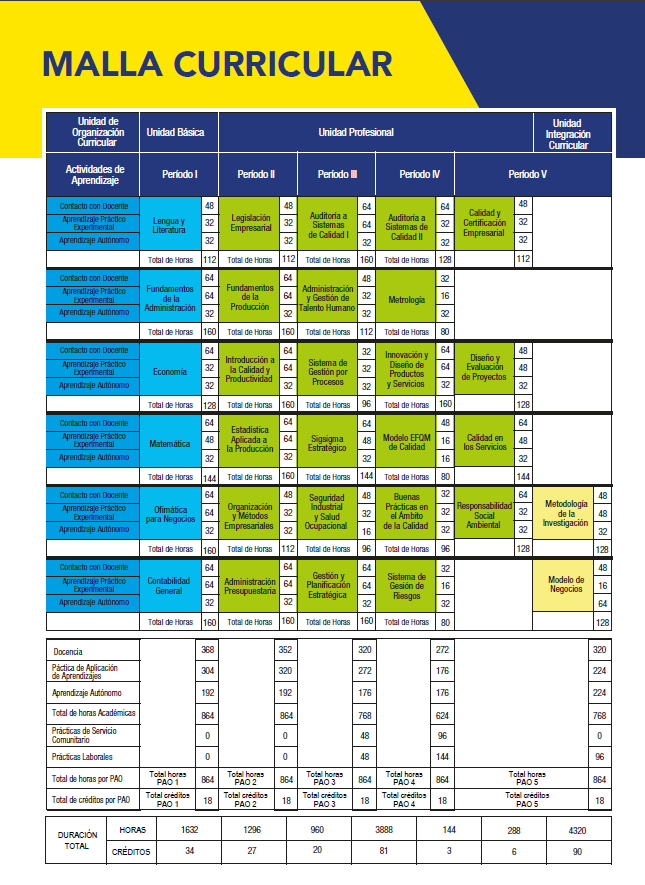 MALLA CURRICULAR
Unidad de Organización Curricular | Unidad Básica | Unidad Profesional | Unidad Integración Curricular
Actividades de Aprendizaje | Período I | Período II | Período III | Período IV | Período V
Contacto con Docente | Lengua y Literatura | 48 | Legislación Empresarial | 48 | Auditoría a Sistemas de Calidad I | 64 | Auditoría a Sistemas de Calidad II | 64 | Calidad y Certificación Empresarial | 48
Aprendizaje Práctico Experimental | 32 | 32 | 64 | 32 | 32
Aprendizaje Autónomo | 32 | 32 | 32 | 32 | 32
Total de Horas | 112 | Total de Horas | 112 | Total de Horas | 160 | Total de Horas | 128 | 112
Contacto con Docente | Fundamentos de la Administración | 64 | Fundamentos de la Producción | 64 | Administración y Gestión de Talento Humano | 48 | Metrología | 32
Aprendizaje Práctico Experimental | 64 | 64 | 32 | 16
Aprendizaje Autónomo | 32 | 32 | 32 | 32
Total de Horas | 160 | Total de Horas | 160 | Total de Horas | 112 | Total de Horas | 80
Contacto con Docente | Economía | 64 | Introducción a la Calidad y Productividad | 64 | Sistema de Gestión por Procesos | 32 | Innovación y Diseño de Productos y Servicios | 64 | Diseño y Evaluación de Proyectos | 48
Aprendizaje Práctico Experimental | 32 | 64 | 32 | 64 | 48
Aprendizaje Autónomo | 32 | 32 | 32 | 32 | 32
Total de Horas | 128 | Total de Horas | 160 | Total de Horas | 96 | Total de Horas | 160 | 128
Contacto con Docente | Matemática | 64 | Estadística Aplicada a la Producción | 64 | Sigsigma Estratégico | 64 | Modelo EFQM de Calidad | 48 | Calidad en los Servicios | 64
Aprendizaje Práctico Experimental | 48 | 64 | 48 | 16 | 48
Aprendizaje Autónomo | 32 | 32 | 32 | 16 | 32
Total de Horas | 144 | Total de Horas | 160 | Total de Horas | 144 | Total de Horas | 80 | 144
Contacto con Docente | Ofimática para Negocios | 64 | Organización y Métodos Empresariales | 48 | Seguridad Industrial y Salud Ocupacional | 48 | Buenas Prácticas en el Ámbito de la Calidad | 32 | Responsabilidad Social Ambiental | 64 | Metodología de la Investigación | 48
Aprendizaje Práctico Experimental | 64 | 32 | 32 | 32 | 32 | 48
Aprendizaje Autónomo | 32 | 32 | 16 | 32 | 32 | 32
Total de Horas | 160 | Total de Horas | 112 | Total de Horas | 96 | Total de Horas | 96 | 128 | 128
Contacto con Docente | Contabilidad General | 64 | Administración Presupuestaria | 64 | Gestión y Planificación Estratégica | 64 | Sistema de Gesión de Riesgos | 32 | Modelo de Negocios | 48
Aprendizaje Práctico Experimental | 64 | 64 | 64 | 16 | 16
Aprendizaje Autónomo | 32 | 32 | 32 | 32 | 64
Total de Horas | 160 | Total de Horas | 160 | Total de Horas | 160 | Total de Horas | 80 | 128
Docencia | 368 | 352 | 320 | 272 | 320
Páctica de Aplicación de Aprendizajes | 304 | 320 | 272 | 176 | 224
Aprendizaje Autónomo | 192 | 192 | 176 | 176 | 224
Total de horas Académicas | 864 | 864 | 768 | 624 | 768
Prácticas de Servicio Comunitario | 0 | 0 | 48 | 96 | 0
Prácticas Laborales | 0 | 0 | 48 | 144 | 96
Total de horas por PAO | Total horas PAO 1 | 864 | Total horas PAO 2 | 864 | Total horas PAO 3 | 864 | Total horas PAO 4 | 864 | Total horas PAO 5 | 864
Total de créditos por PAO | Total créditos PAO 1 | 18 | Total créditos PAO 2 | 18 | Total créditos PAO 3 | 18 | Total créditos PAO 4 | 18 | Total créditos PAO 5 | 18
DURACIÓN TOTAL | HORAS | 1632 | 1296 | 960 | 3888 | 144 | 288 | 4320
CRÉDITOS | 34 | 27 | 20 | 81 | 3 | 6 | 90